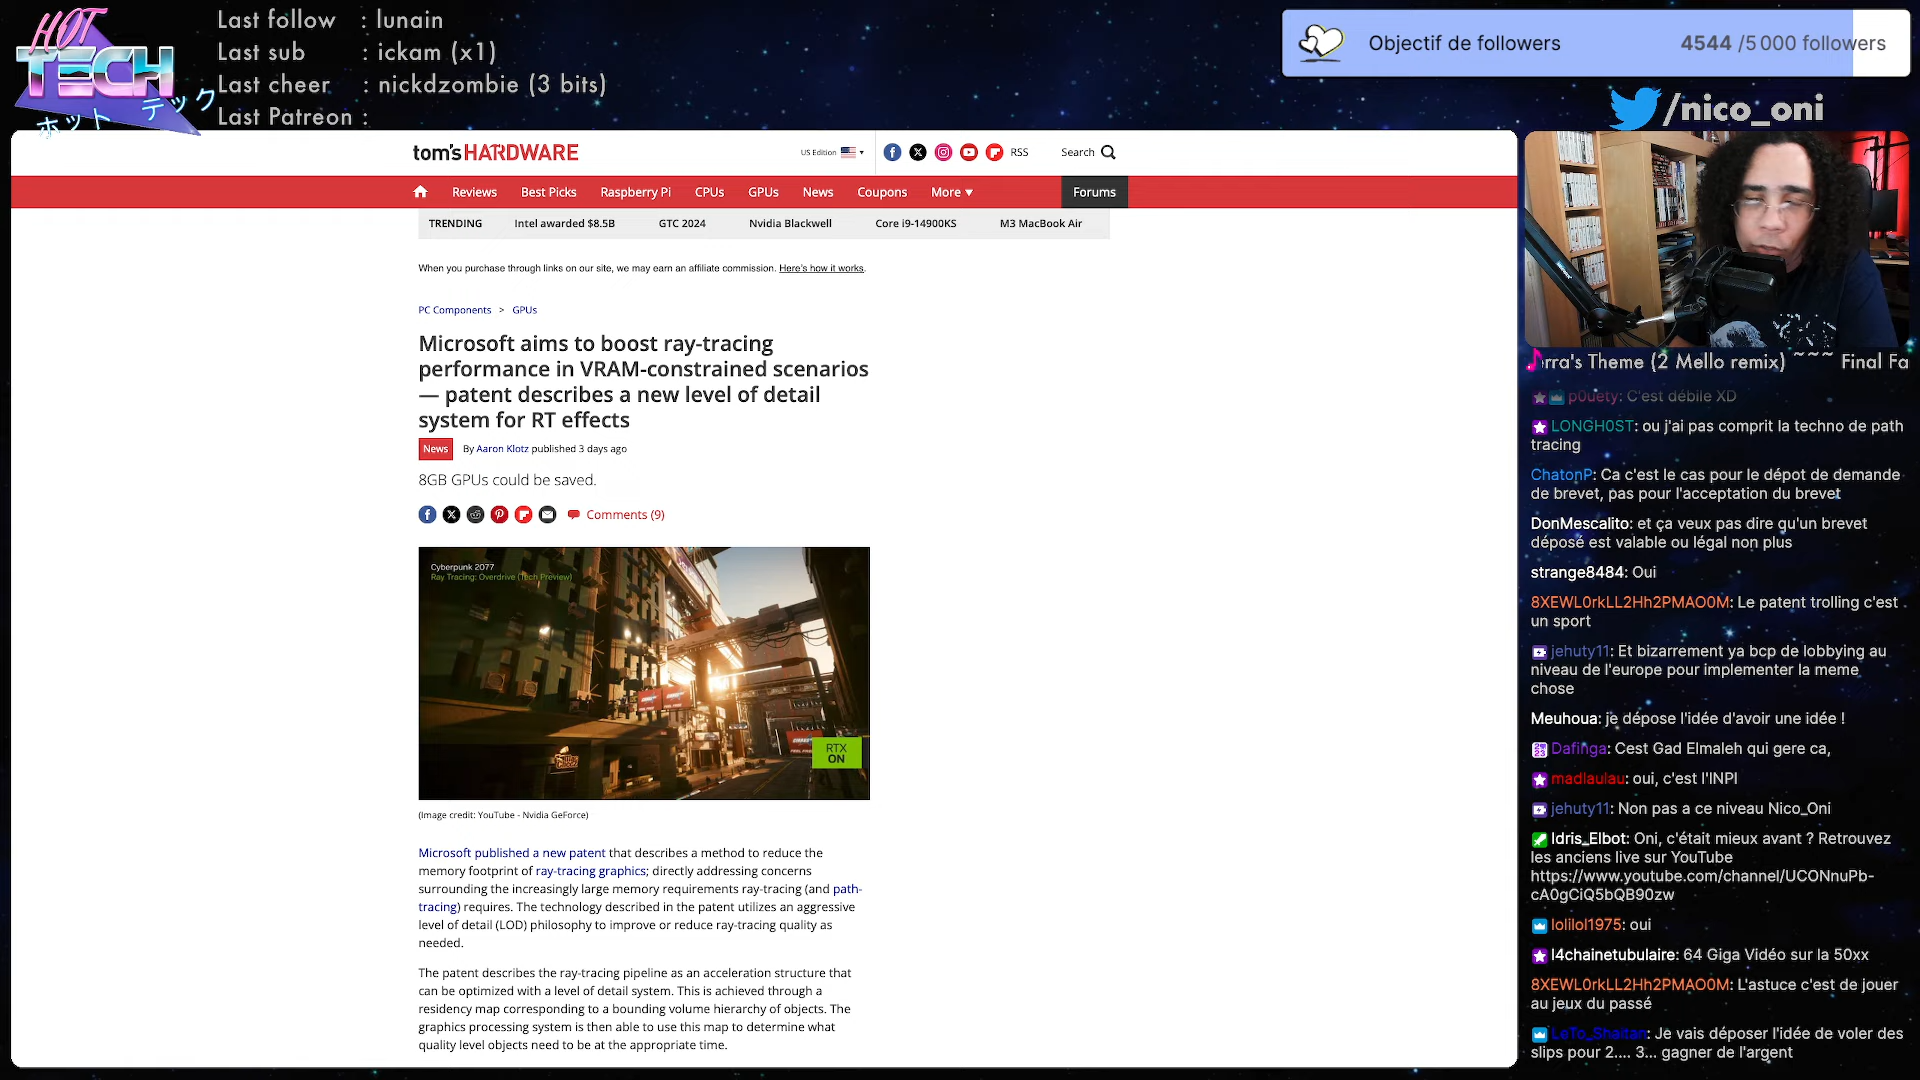 HOT
TECH
ホット テック
Last follow : lunain
Last sub : ickam (x1)
Last cheer : nickdzombie (3 bits)
Last Patreon :
Objectif de followers 4544 /5 000 followers
/nico_oni
tom's HARDWARE
US Edition
RSS
Search
Reviews Best Picks Raspberry Pi CPUs GPUs News Coupons More ▼ Forums
TRENDING Intel awarded $8.5B GTC 2024 Nvidia Blackwell Core i9-14900KS M3 MacBook Air
When you purchase through links on our site, we may earn an affiliate commission. Here's how it works.
PC Components > GPUs
Microsoft aims to boost ray-tracing
performance in VRAM-constrained scenarios
— patent describes a new level of detail
system for RT effects
News By Aaron Klotz published 3 days ago
8GB GPUs could be saved.
Comments (9)
Cyberpunk 2077
Ray Tracing: Overdrive (Tech Preview)
RTX
ON
(Image credit: YouTube - Nvidia GeForce)
Microsoft published a new patent that describes a method to reduce the
memory footprint of ray-tracing graphics; directly addressing concerns
surrounding the increasingly large memory requirements ray-tracing (and path-
tracing) requires. The technology described in the patent utilizes an aggressive
level of detail (LOD) philosophy to improve or reduce ray-tracing quality as
needed.
The patent describes the ray-tracing pipeline as an acceleration structure that
can be optimized with a level of detail system. This is achieved through a
residency map corresponding to a bounding volume hierarchy of objects. The
graphics processing system is then able to use this map to determine what
quality level objects need to be at the appropriate time.
erra's Theme (2 Mello remix) ~~~ Final Fa
p0uety: C'est débile XD
LONGH0ST: ou j'ai pas comprit la techno de path
tracing
ChatonP: Ca c'est le cas pour le dépot de demande
de brevet, pas pour l'acceptation du brevet
DonMescalito: et ça veux pas dire qu'un brevet
déposé est valable ou légal non plus
strange8484: Oui
8XEWL0rkLL2Hh2PMAO0M: Le patent trolling c'est
un sport
jehuty11: Et bizarrement ya bcp de lobbying au
niveau de l'europe pour implementer la meme
chose
Meuhoua: je dépose l'idée d'avoir une idée !
Dafinga: Cest Gad Elmaleh qui gere ca,
madlaulau: oui, c'est l'INPI
jehuty11: Non pas a ce niveau Nico_Oni
Idris_Elbot: Oni, c'était mieux avant ? Retrouvez
les anciens live sur YouTube
https://www.youtube.com/channel/UCONnuPb-
cA0gCiQ5bQB90zw
lolilol1975: oui
l4chainetubulaire: 64 Giga Vidéo sur la 50xx
8XEWL0rkLL2Hh2PMAO0M: L'astuce c'est de jouer
au jeux du passé
LeTo_Shaitan: Je vais déposer l'idée de voler des
slips pour 2.... 3... gagner de l'argent